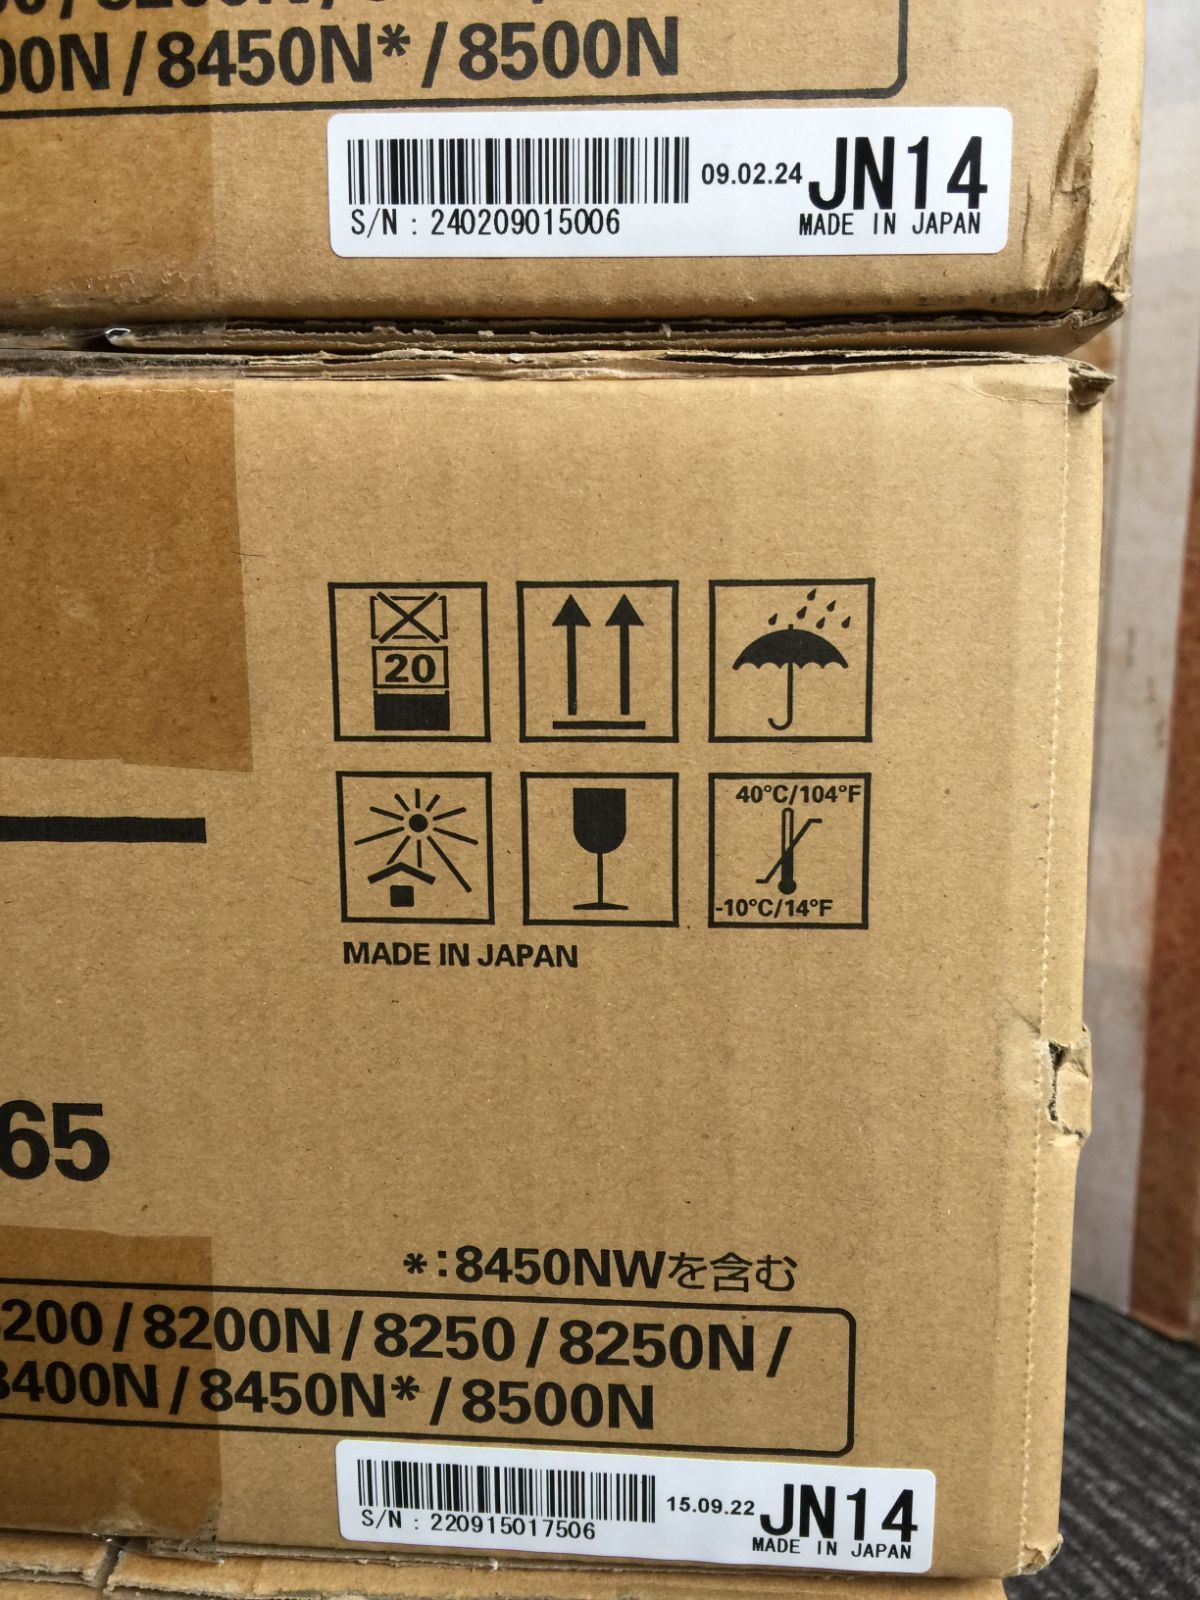 00N / 8450N* / 8500N
09.02.24 JN14
S/N : 240209015006 MADE IN JAPAN
20
40°C/104°F
-10°C/14°F
MADE IN JAPAN
65
*:8450NWを含む
200 / 8200N / 8250 / 8250N /
8400N / 8450N* / 8500N
15.09.22 JN14
S/N : 220915017506 MADE IN JAPAN